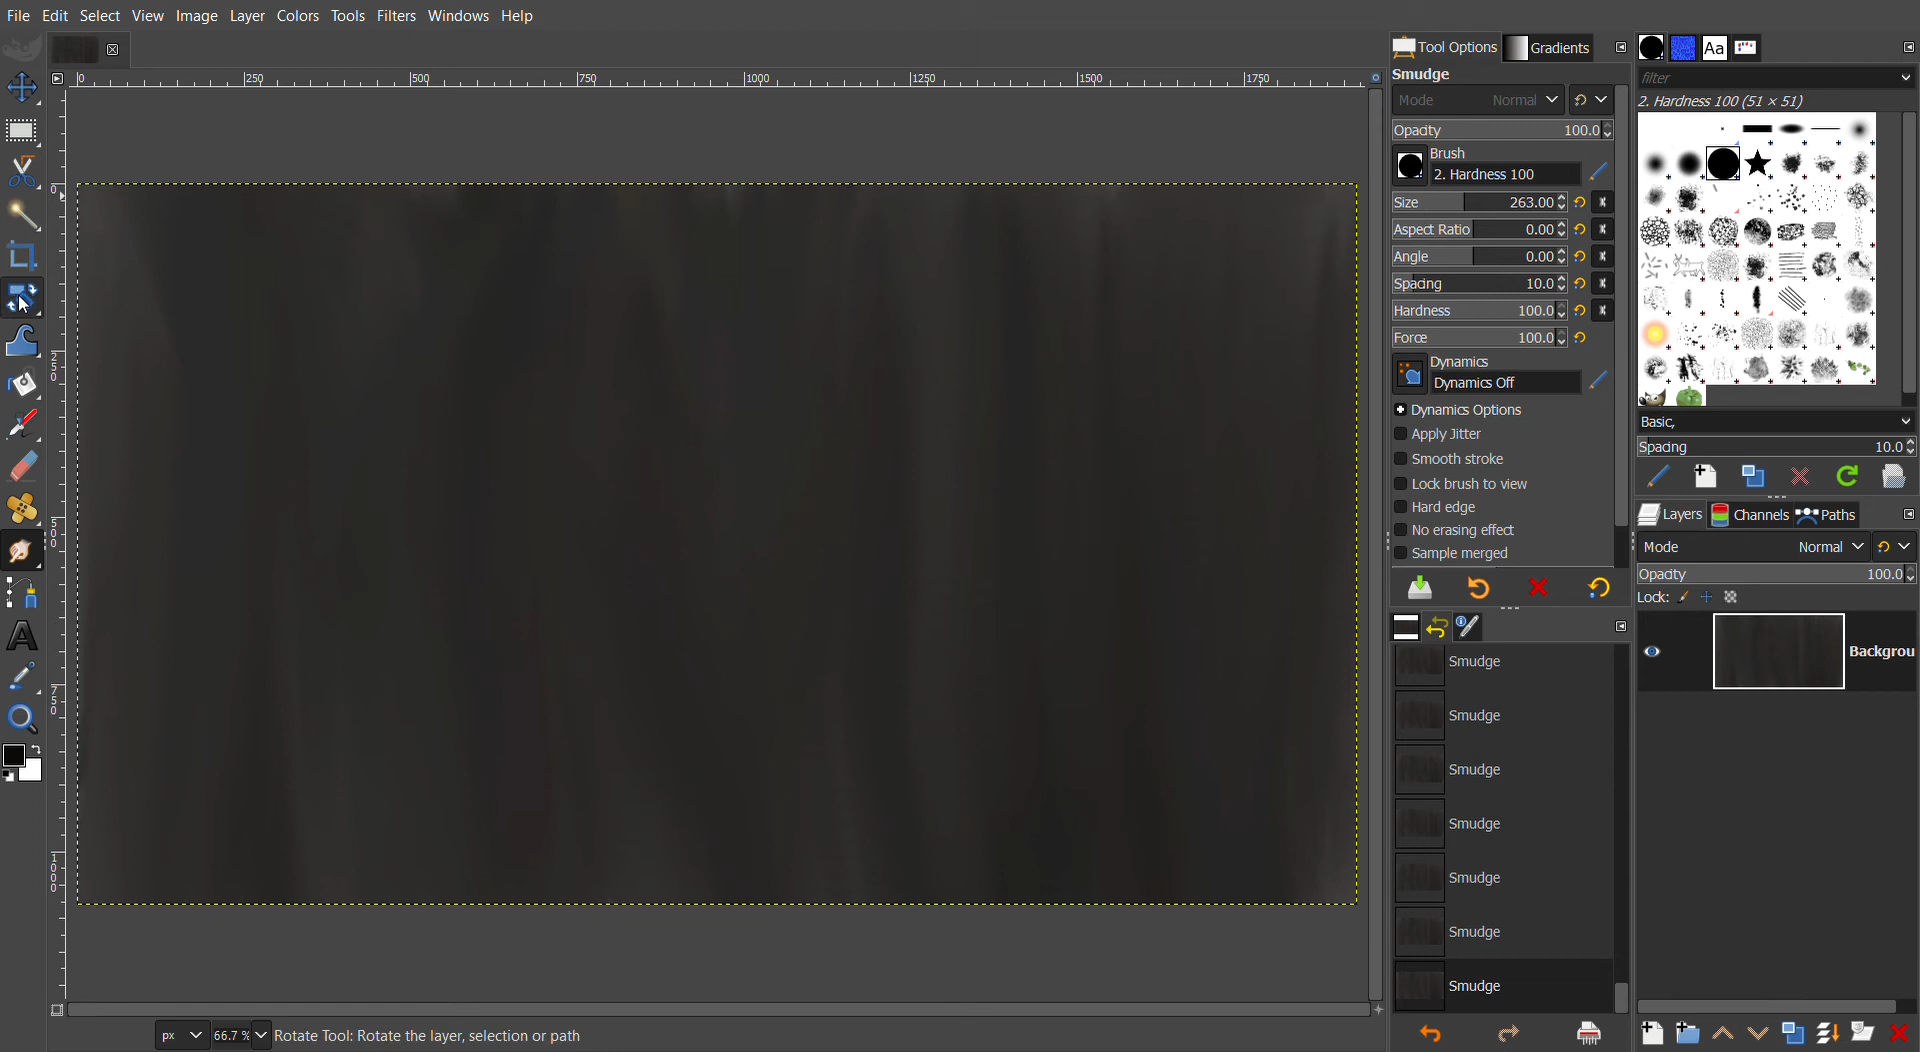 File Edit Select View Image Layer Colors Tools Filters Windows Help
0 250 500 750 1000 1250 1500 1750
0
250
500
750
1000
px 66.7 % Rotate Tool: Rotate the layer, selection or path
Tool Options Gradients
Smudge
Mode Normal
Opacity 100.0
Brush
2. Hardness 100
Size 263.00
Aspect Ratio 0.00
Angle 0.00
Spacing 10.0
Hardness 100.0
Force 100.0
Dynamics
Dynamics Off
Dynamics Options
Apply Jitter
Smooth stroke
Lock brush to view
Hard edge
No erasing effect
Sample merged
Smudge
Smudge
Smudge
Smudge
Smudge
Smudge
Smudge
Aa
filter
2. Hardness 100 (51 × 51)
Basic,
Spacing 10.0
Layers Channels Paths
Mode Normal
Opacity 100.0
Lock:
Backgrou